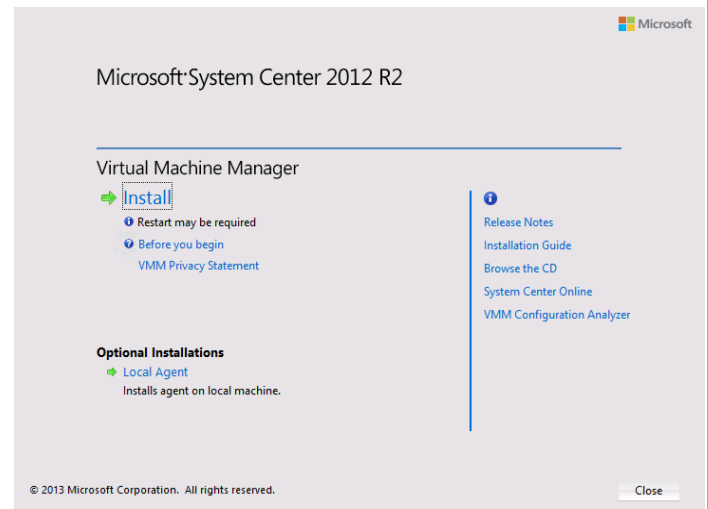 Microsoft
Microsoft System Center 2012 R2
Virtual Machine Manager
Install
Restart may be required
Before you begin
VMM Privacy Statement
Release Notes
Installation Guide
Browse the CD
System Center Online
VMM Configuration Analyzer
Optional Installations
Local Agent
Installs agent on local machine.
© 2013 Microsoft Corporation. All rights reserved.
Close